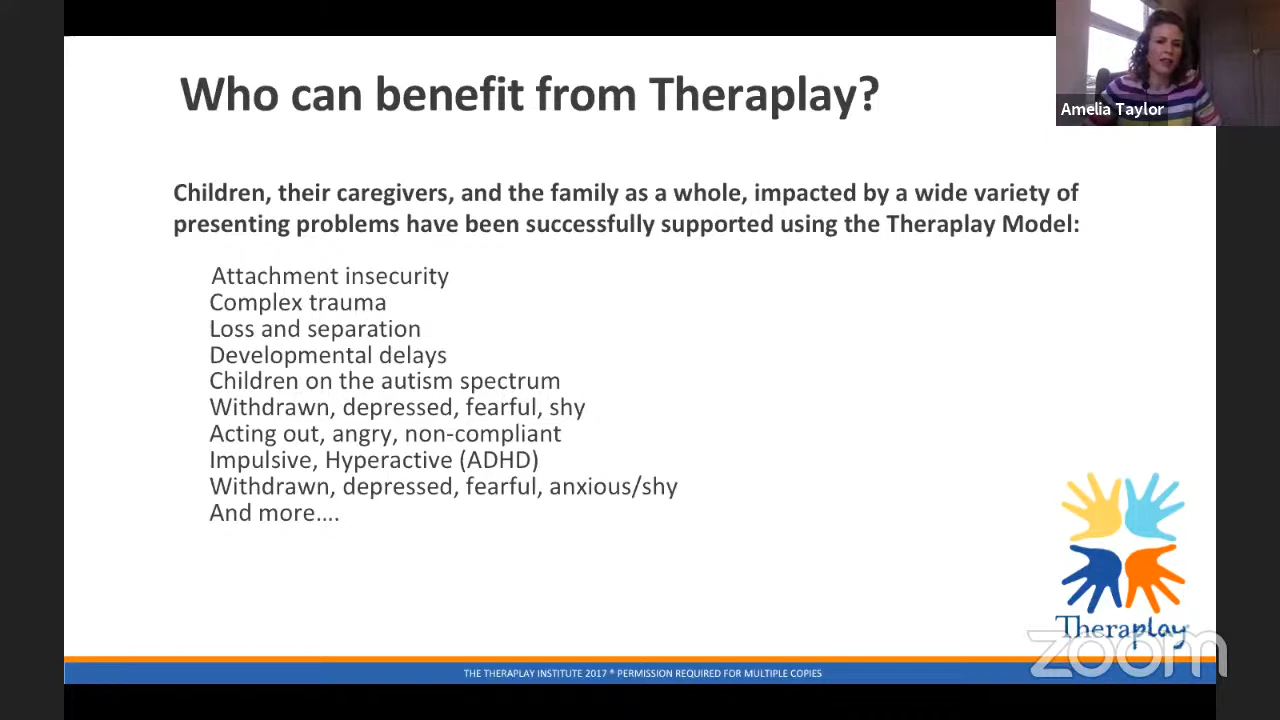 Who can benefit from Theraplay?
Amelia Taylor
Children, their caregivers, and the family as a whole, impacted by a wide variety of
presenting problems have been successfully supported using the Theraplay Model:
Attachment insecurity
Complex trauma
Loss and separation
Developmental delays
Children on the autism spectrum
Withdrawn, depressed, fearful, shy
Acting out, angry, non-compliant
Impulsive, Hyperactive (ADHD)
Withdrawn, depressed, fearful, anxious/shy
And more....
Theraplay
zoom
THE THERAPLAY INSTITUTE 2017 * PERMISSION REQUIRED FOR MULTIPLE COPIES